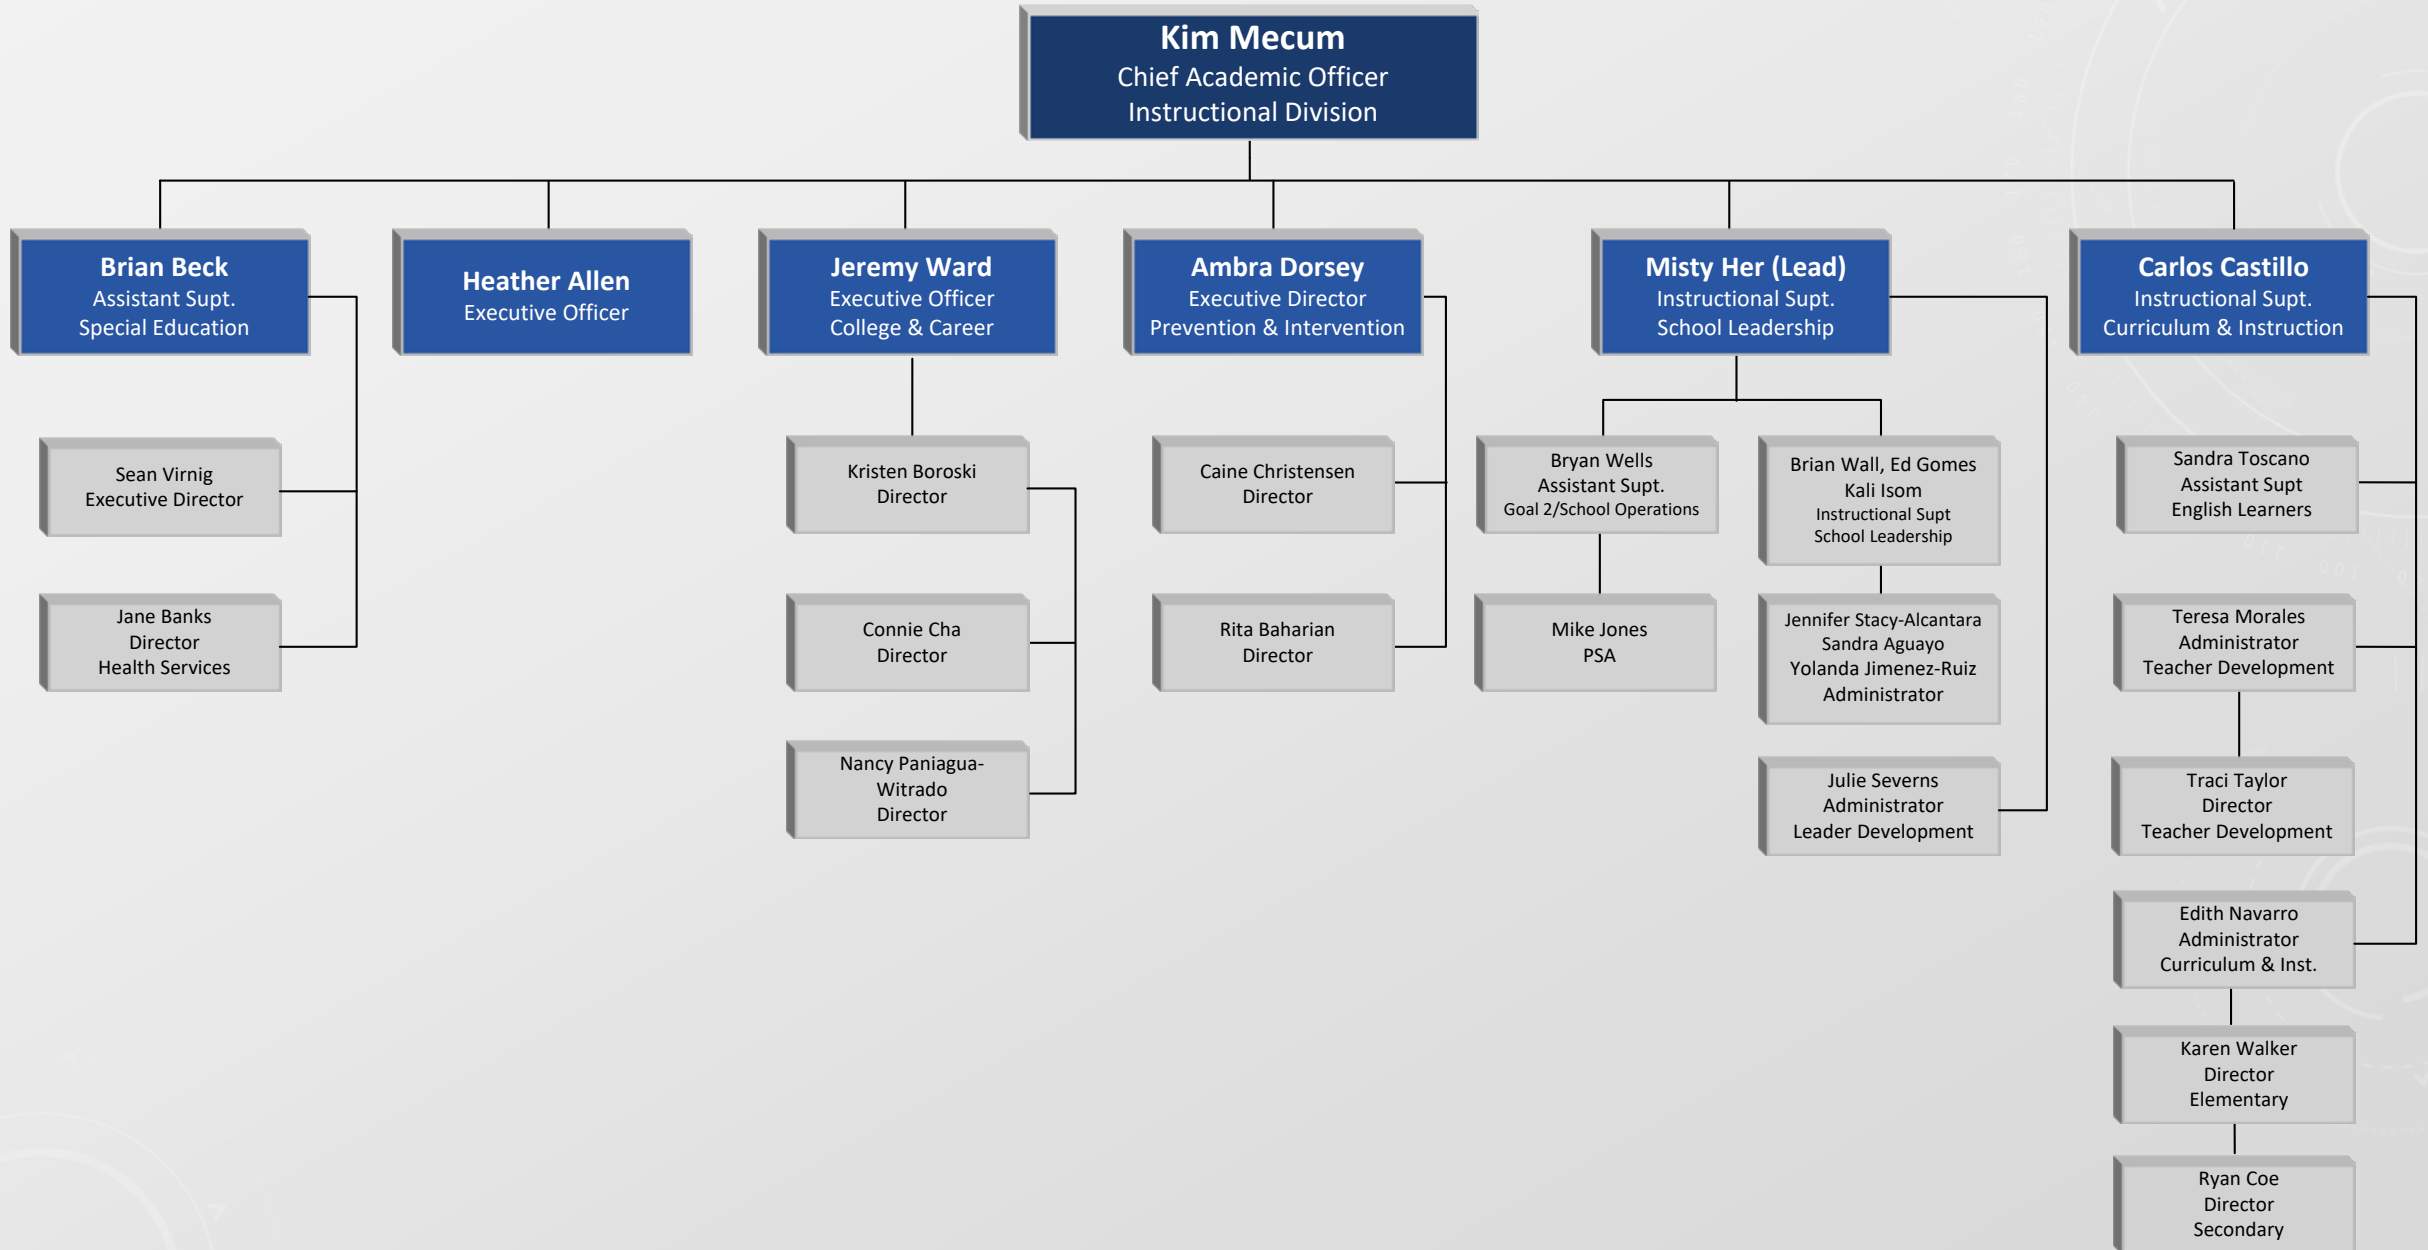 Kim Mecum
Chief Academic Officer
Instructional Division
Brian Beck
Assistant Supt.
Special Education
Heather Allen
Executive Officer
Jeremy Ward
Executive Officer
College & Career
Ambra Dorsey
Executive Director
Prevention & Intervention
Misty Her (Lead)
Instructional Supt.
School Leadership
Carlos Castillo
Instructional Supt.
Curriculum & Instruction
Sean Virnig
Executive Director
Jane Banks
Director
Health Services
Kristen Boroski
Director
Connie Cha
Director
Nancy Paniagua-
Witrado
Director
Caine Christensen
Director
Rita Baharian
Director
Bryan Wells
Assistant Supt.
Goal 2/School Operations
Mike Jones
PSA
Brian Wall, Ed Gomes
Kali Isom
Instructional Supt
School Leadership
Jennifer Stacy-Alcantara
Sandra Aguayo
Yolanda Jimenez-Ruiz
Administrator
Julie Severns
Administrator
Leader Development
Sandra Toscano
Assistant Supt
English Learners
Teresa Morales
Administrator
Teacher Development
Traci Taylor
Director
Teacher Development
Edith Navarro
Administrator
Curriculum & Inst.
Karen Walker
Director
Elementary
Ryan Coe
Director
Secondary